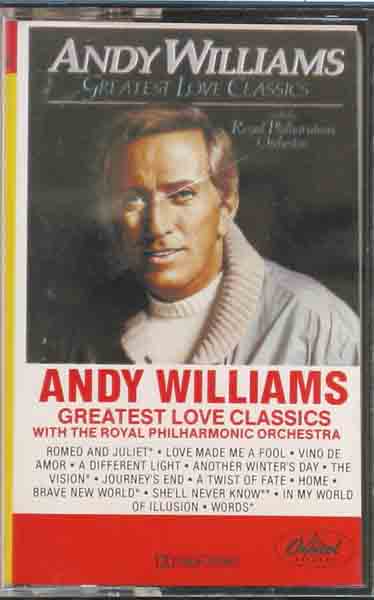 ANDY WILLIAMS
GREATEST LOVE CLASSICS
with the
Royal Philharmonic
Orchestra
ANDY WILLIAMS
GREATEST LOVE CLASSICS
WITH THE ROYAL PHILHARMONIC ORCHESTRA
ROMEO AND JULIET* • LOVE MADE ME A FOOL • VINO DE
AMOR • A DIFFERENT LIGHT • ANOTHER WINTER'S DAY • THE
VISION* • JOURNEY'S END • A TWIST OF FATE • HOME •
BRAVE NEW WORLD* • SHE'LL NEVER KNOW** • IN MY WORLD
OF ILLUSION • WORDS*
Capitol